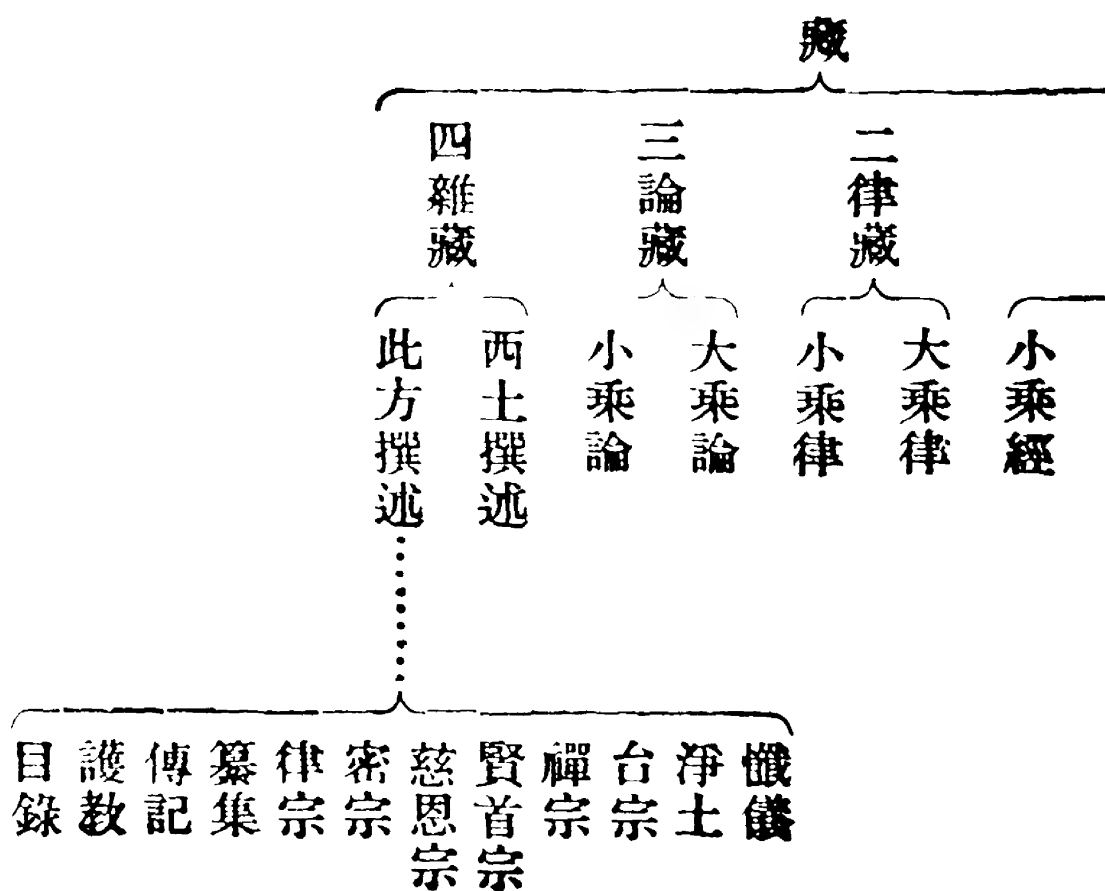 藏
二律藏
三論藏
四雜藏
小乘經
大乘律
小乘律
大乘論
小乘論
西土撰述
此方撰述
懺儀
淨土
台宗
禪宗
賢首宗
慈恩宗
密宗
律宗
纂集
傳記
護教
目錄